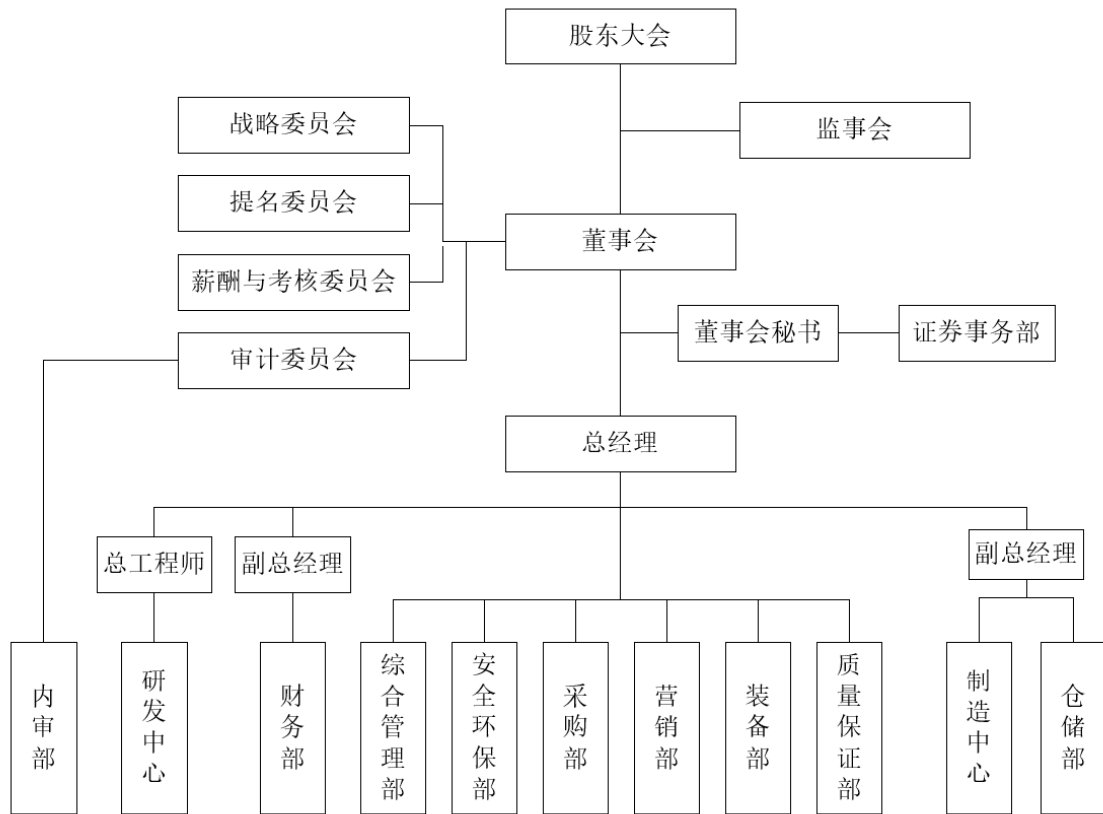 股东大会
战略委员会
监事会
提名委员会
董事会
薪酬与考核委员会
董事会秘书
证券事务部
审计委员会
总经理
总工程师
副总经理
副总经理
内审部
研发中心
财务部
综合管理部
安全环保部
采购部
营销部
装备部
质量保证部
制造中心
仓储部